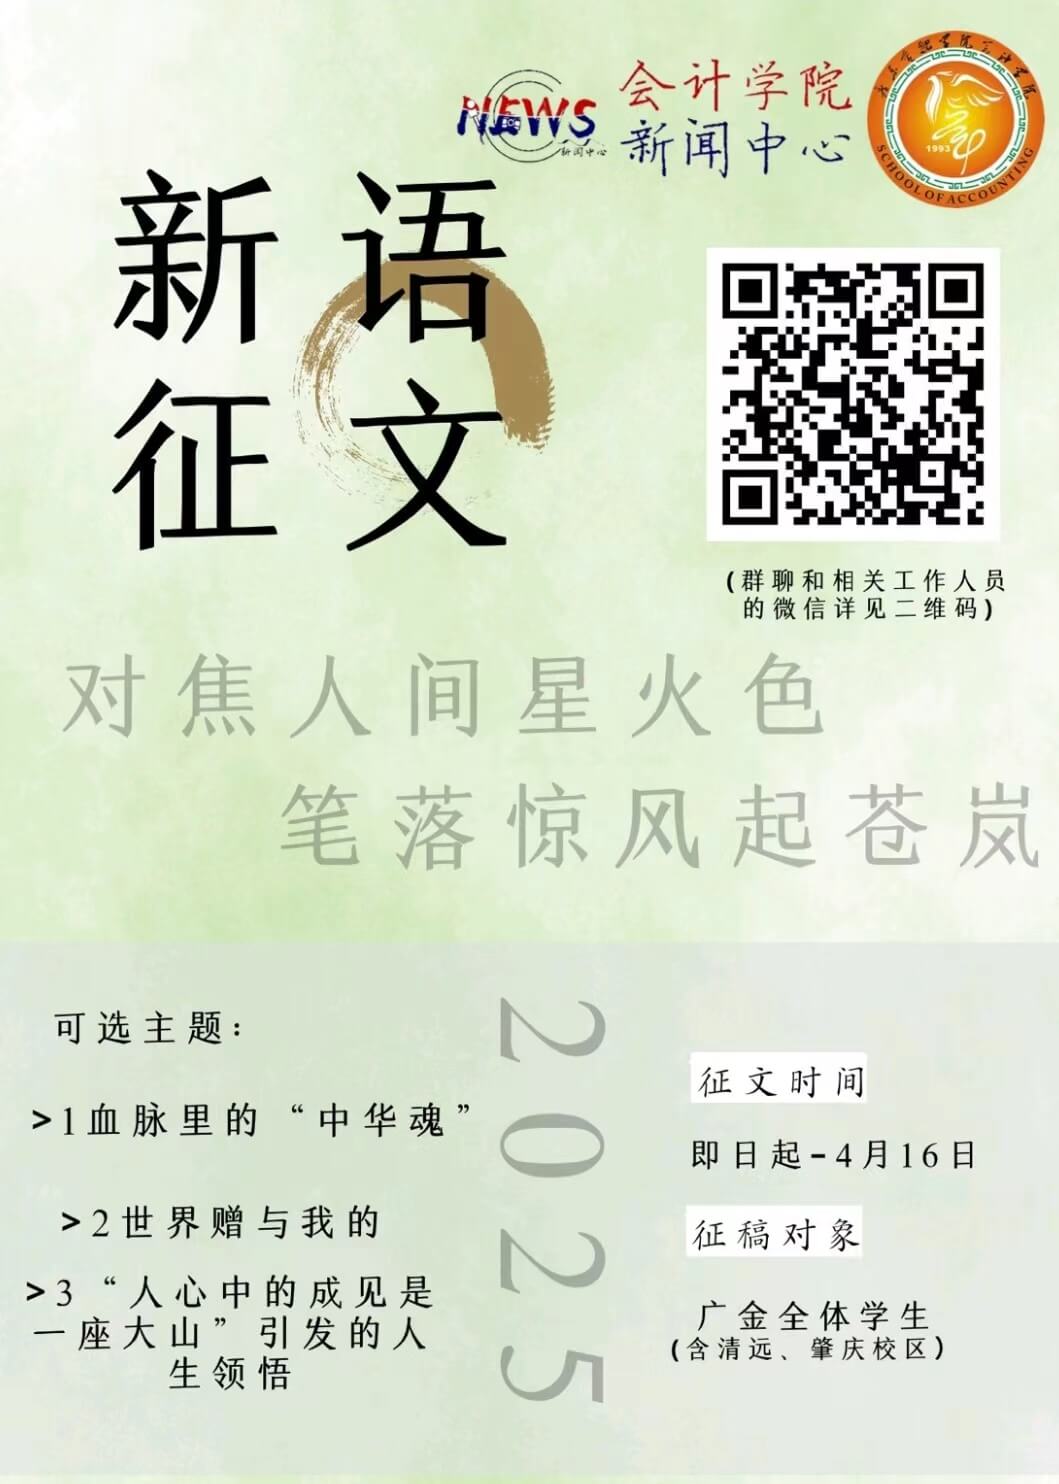 NEWS
新闻中心
会计学院
新闻中心
1993
SCHOOL OF ACCOUNTING
新语
征文
(群聊和相关工作人员
的微信详见二维码)
对焦人间星火色
笔落惊风起苍岚
可选主题：
>1血脉里的“中华魂”
>2世界赠与我的
>3“人心中的成见是
一座大山”引发的人
生领悟
2025
征文时间
即日起-4月16日
征稿对象
广金全体学生
(含清远、肇庆校区)